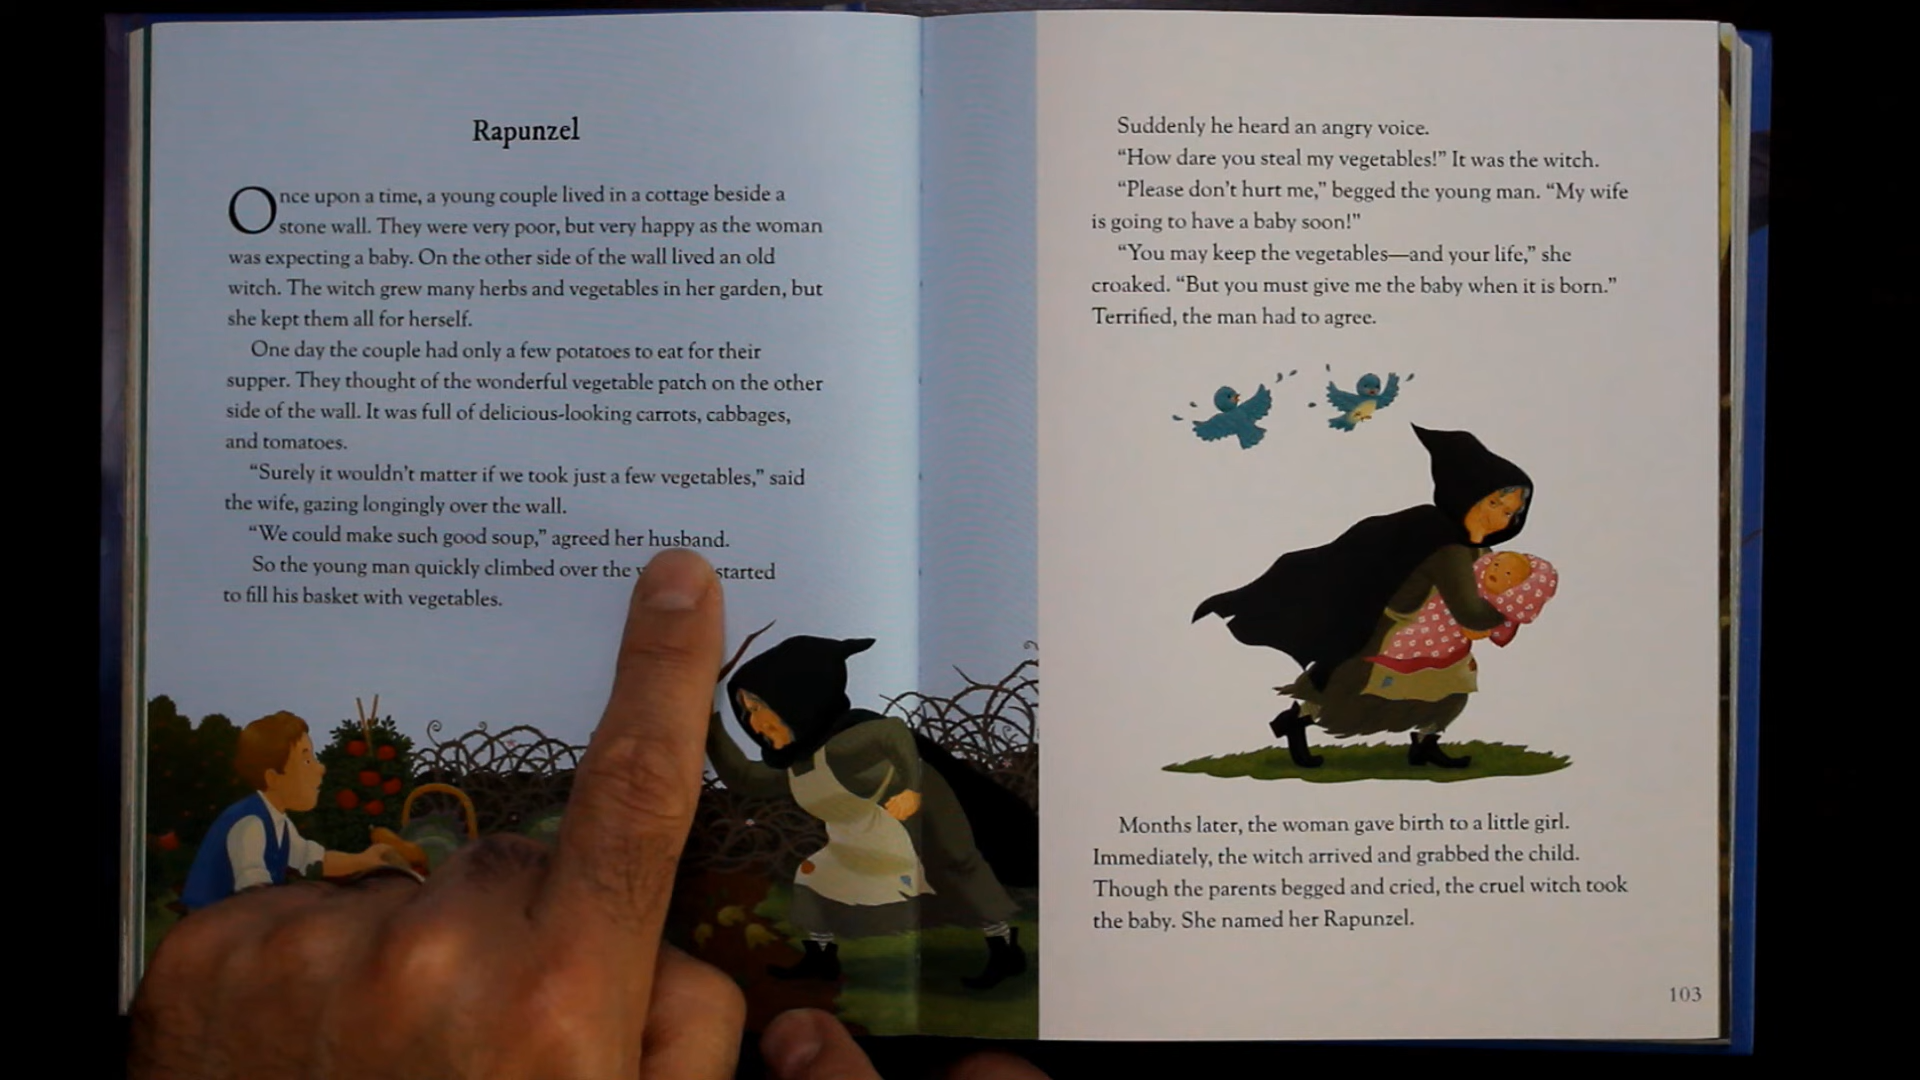 Rapunzel
Once upon a time, a young couple lived in a cottage beside a
stone wall. They were very poor, but very happy as the woman
was expecting a baby. On the other side of the wall lived an old
witch. The witch grew many herbs and vegetables in her garden, but
she kept them all for herself.
One day the couple had only a few potatoes to eat for their
supper. They thought of the wonderful vegetable patch on the other
side of the wall. It was full of delicious-looking carrots, cabbages,
and tomatoes.
“Surely it wouldn’t matter if we took just a few vegetables,” said
the wife, gazing longingly over the wall.
“We could make such good soup,” agreed her husband.
So the young man quickly climbed over the started
to fill his basket with vegetables.
Suddenly he heard an angry voice.
“How dare you steal my vegetables!” It was the witch.
“Please don’t hurt me,” begged the young man. “My wife
is going to have a baby soon!”
“You may keep the vegetables—and your life,” she
croaked. “But you must give me the baby when it is born.”
Terrified, the man had to agree.
Months later, the woman gave birth to a little girl.
Immediately, the witch arrived and grabbed the child.
Though the parents begged and cried, the cruel witch took
the baby. She named her Rapunzel.
103